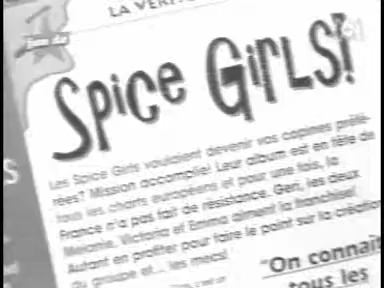 LA VÉRIT
SPiCE GiRLS!
Les Spice Girls voulaient devenir vos copines préfé-
rées? Mission accomplie! Leur album est en tête de
tous les charts européens et pour une fois, la
France n'a pas fait de résistance. Geri, les deux
Melanie, Victoria et Emma aiment la franchise!
Autant en profiter pour faire le point sur la création
du groupe et... les mecs!
"On connaî
tous les